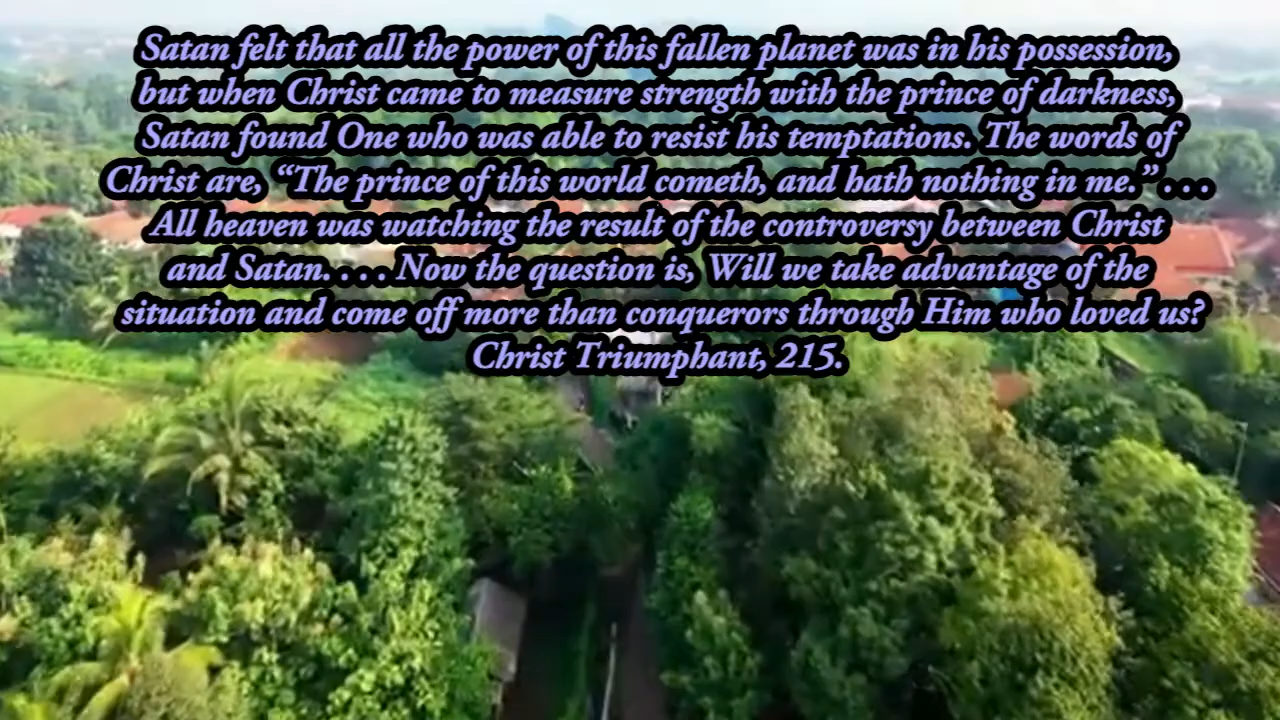 Satan felt that all the power of this fallen planet was in his possession,
but when Christ came to measure strength with the prince of darkness,
Satan found One who was able to resist his temptations. The words of
Christ are, “The prince of this world cometh, and hath nothing in me.” . . .
All heaven was watching the result of the controversy between Christ
and Satan. . . . Now the question is, Will we take advantage of the
situation and come off more than conquerors through Him who loved us?
Christ Triumphant, 215.